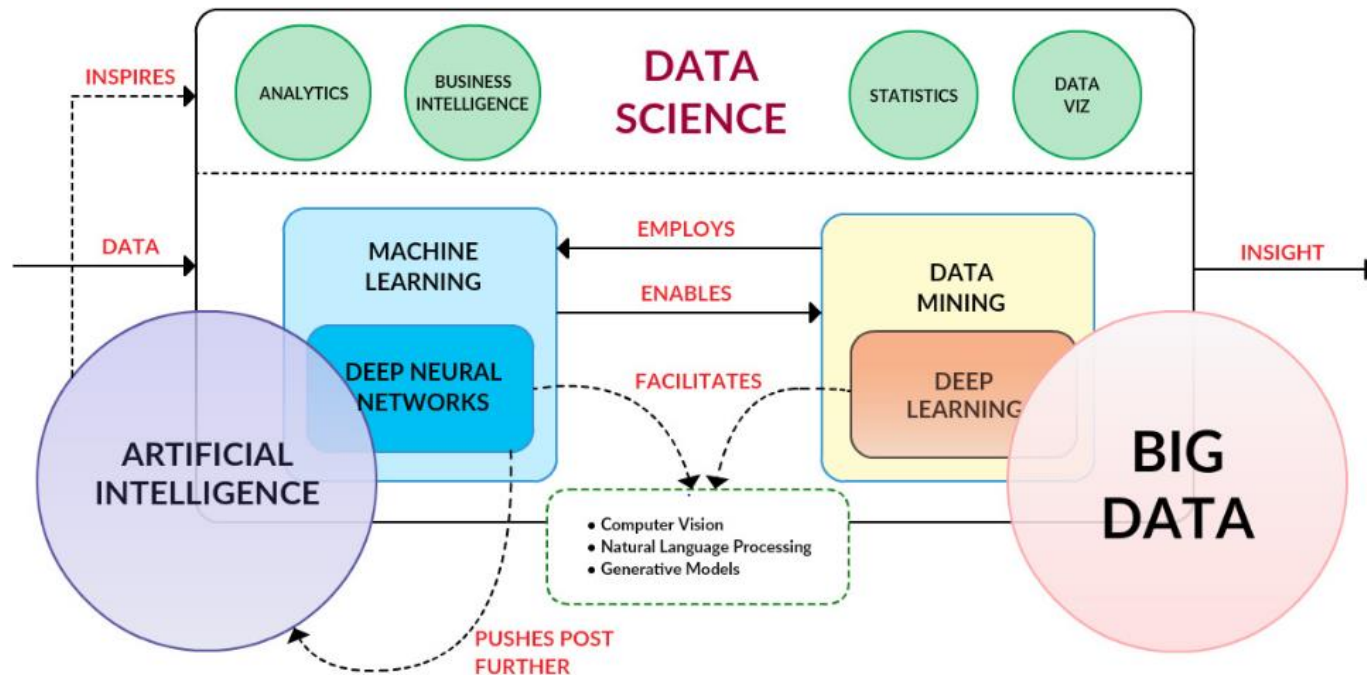 INSPIRES
ANALYTICS
BUSINESS
INTELLIGENCE
DATA
SCIENCE
STATISTICS
DATA
VIZ
DATA
MACHINE
LEARNING
EMPLOYS
ENABLES
DATA
MINING
INSIGHT
DEEP NEURAL
NETWORKS
FACILITATES
DEEP
LEARNING
ARTIFICIAL
INTELLIGENCE
BIG
DATA
• Computer Vision
• Natural Language Processing
• Generative Models
PUSHES POST
FURTHER